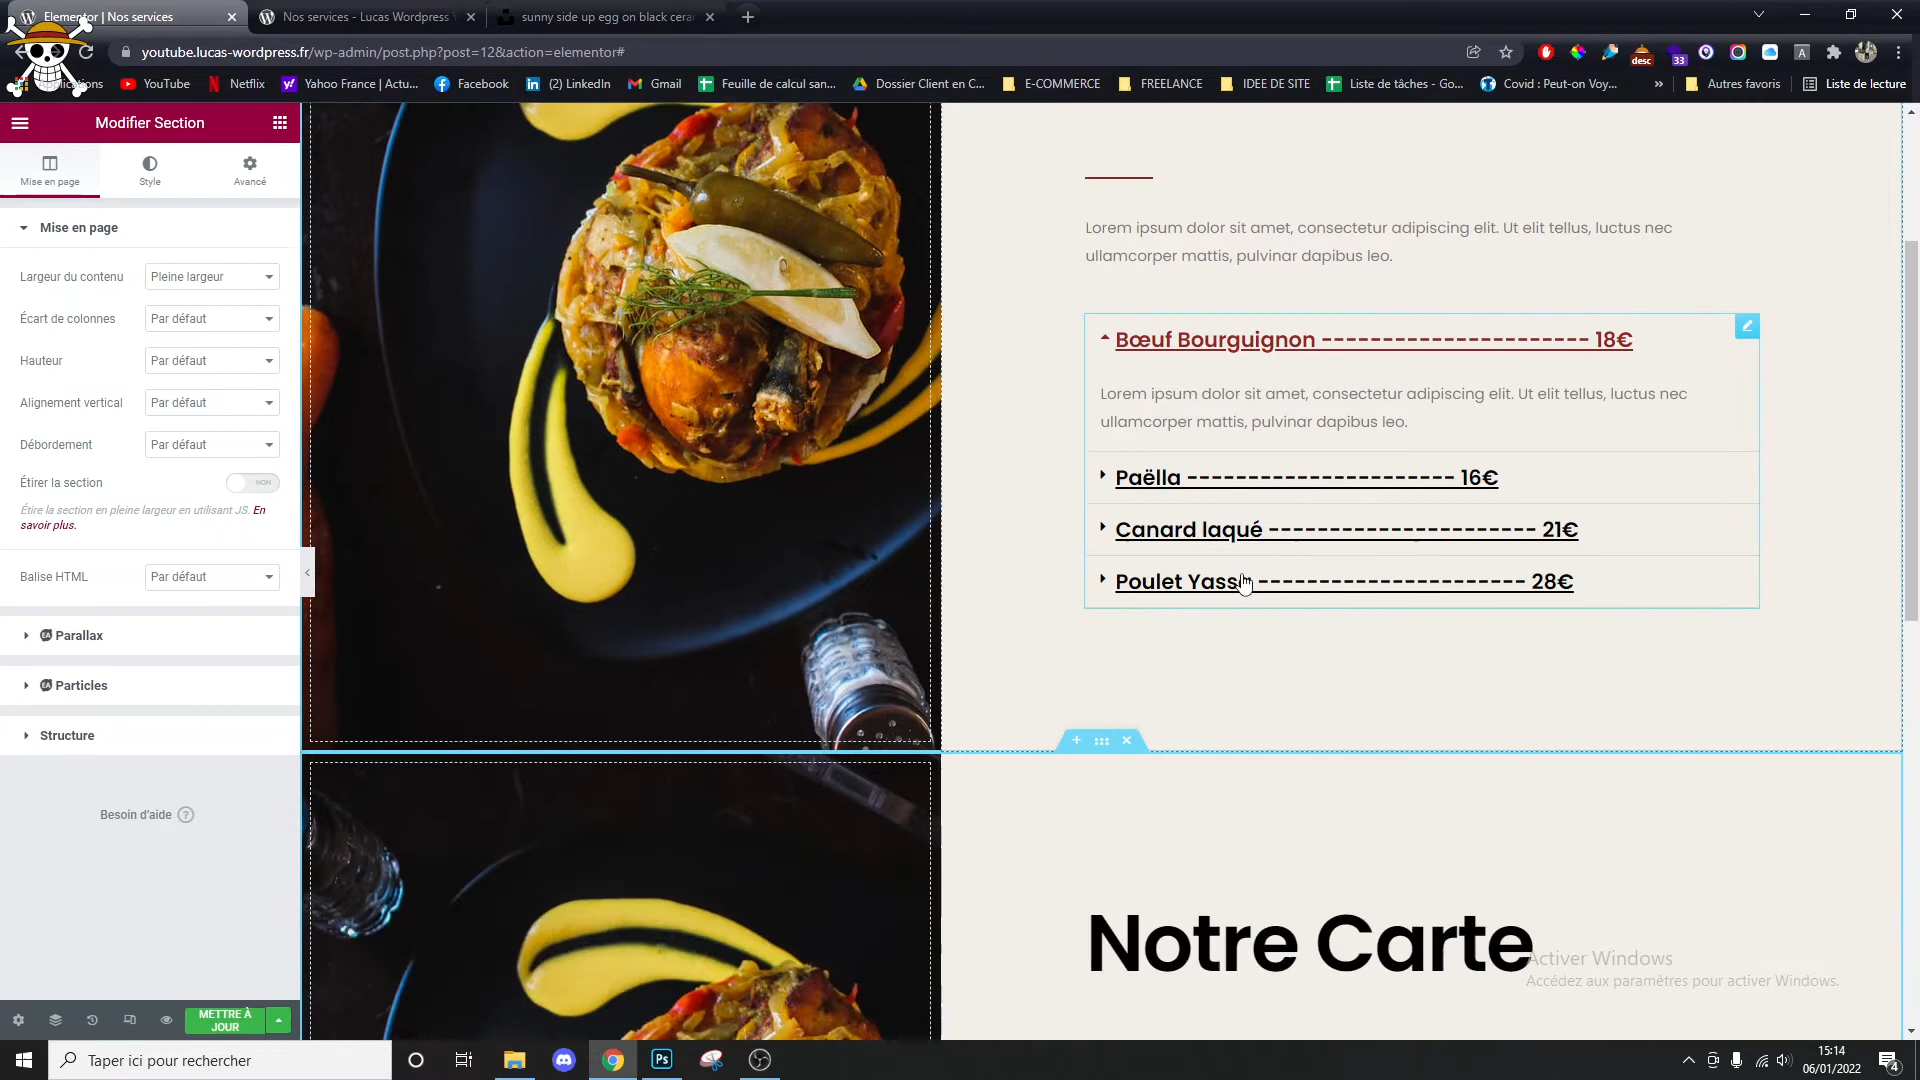 Elementor | Nos services
Nos services - Lucas Wordpress Y
sunny side up egg on black cerar
youtube.lucas-wordpress.fr/wp-admin/post.php?post=12&action=elementor#
desc
33
YouTube
Netflix
Yahoo France | Actu...
Facebook
(2) LinkedIn
Gmail
Feuille de calcul san...
Dossier Client en C...
E-COMMERCE
FREELANCE
IDEE DE SITE
Liste de tâches - Go...
Covid : Peut-on Voy...
»
Autres favoris
Liste de lecture
Modifier Section
Mise en page
Style
Avancé
Mise en page
Largeur du contenu
Pleine largeur
Écart de colonnes
Par défaut
Hauteur
Par défaut
Alignement vertical
Par défaut
Débordement
Par défaut
Étirer la section
NON
Étire la section en pleine largeur en utilisant JS. En
savoir plus.
Balise HTML
Par défaut
Parallax
Particles
Structure
Besoin d'aide ?
METTRE À
JOUR
Lorem ipsum dolor sit amet, consectetur adipiscing elit. Ut elit tellus, luctus nec
ullamcorper mattis, pulvinar dapibus leo.
Bœuf Bourguignon ---------------------- 18€
Lorem ipsum dolor sit amet, consectetur adipiscing elit. Ut elit tellus, luctus nec
ullamcorper mattis, pulvinar dapibus leo.
Paëlla ---------------------- 16€
Canard laqué ---------------------- 21€
Poulet ---------------------- 28€
Notre Carte
Activer Windows
Accédez aux paramètres pour activer Windows.
Taper ici pour rechercher
Ps
15:14
06/01/2022
4